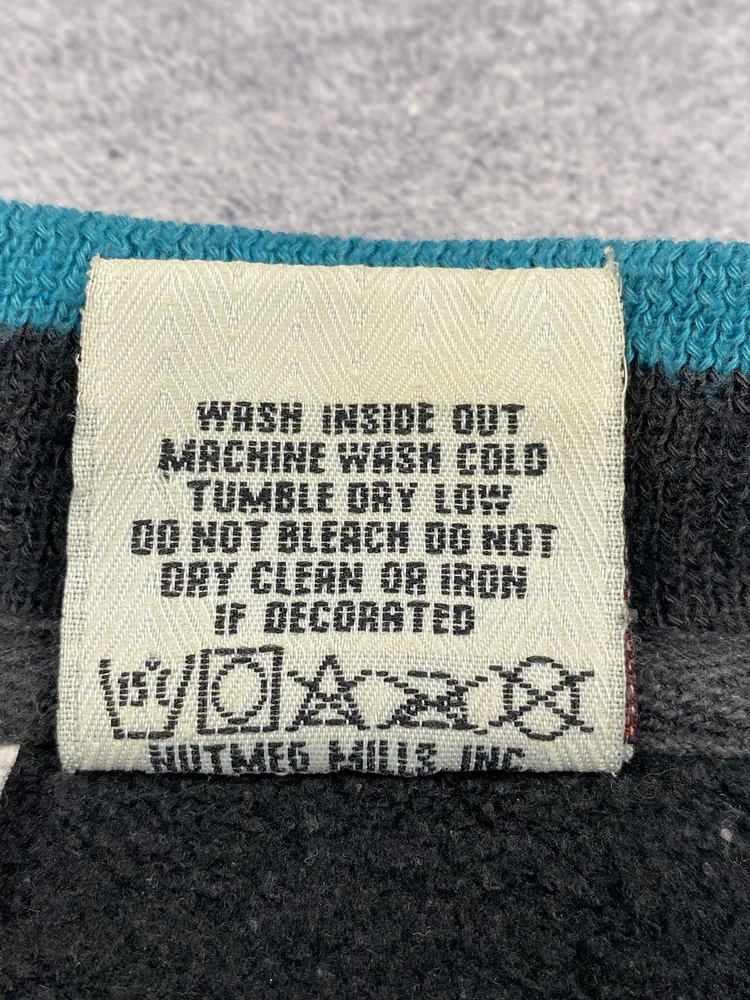 WASH INSIDE OUT
MACHINE WASH COLD
TUMBLE DRY LOW
DO NOT BLEACH DO NOT
DRY CLEAN OR IRON
IF DECORATED
15°C
NUTMEG MILLS, INC.